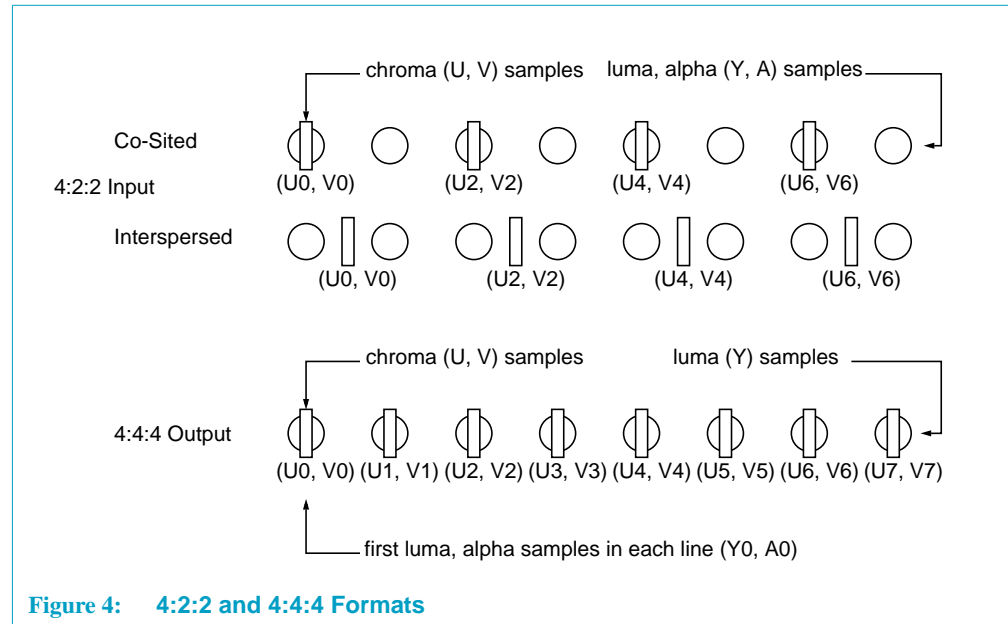 chroma (U, V) samples luma, alpha (Y, A) samples
Co-Sited
(U0, V0) (U2, V2) (U4, V4) (U6, V6)
4:2:2 Input
Interspersed
(U0, V0) (U2, V2) (U4, V4) (U6, V6)
chroma (U, V) samples luma (Y) samples
4:4:4 Output
(U0, V0) (U1, V1) (U2, V2) (U3, V3) (U4, V4) (U5, V5) (U6, V6) (U7, V7)
first luma, alpha samples in each line (Y0, A0)
Figure 4: 4:2:2 and 4:4:4 Formats